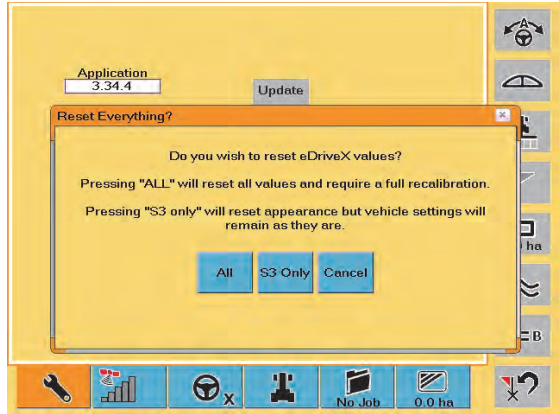 Application
3.34.4
Update
Reset Everything?
Do you wish to reset eDriveX values?
Pressing "ALL" will reset all values and require a full recalibration.
Pressing "S3 only" will reset appearance but vehicle settings will
remain as they are.
All
S3 Only
Cancel
A
ha
B
X
No Job
0.0 ha